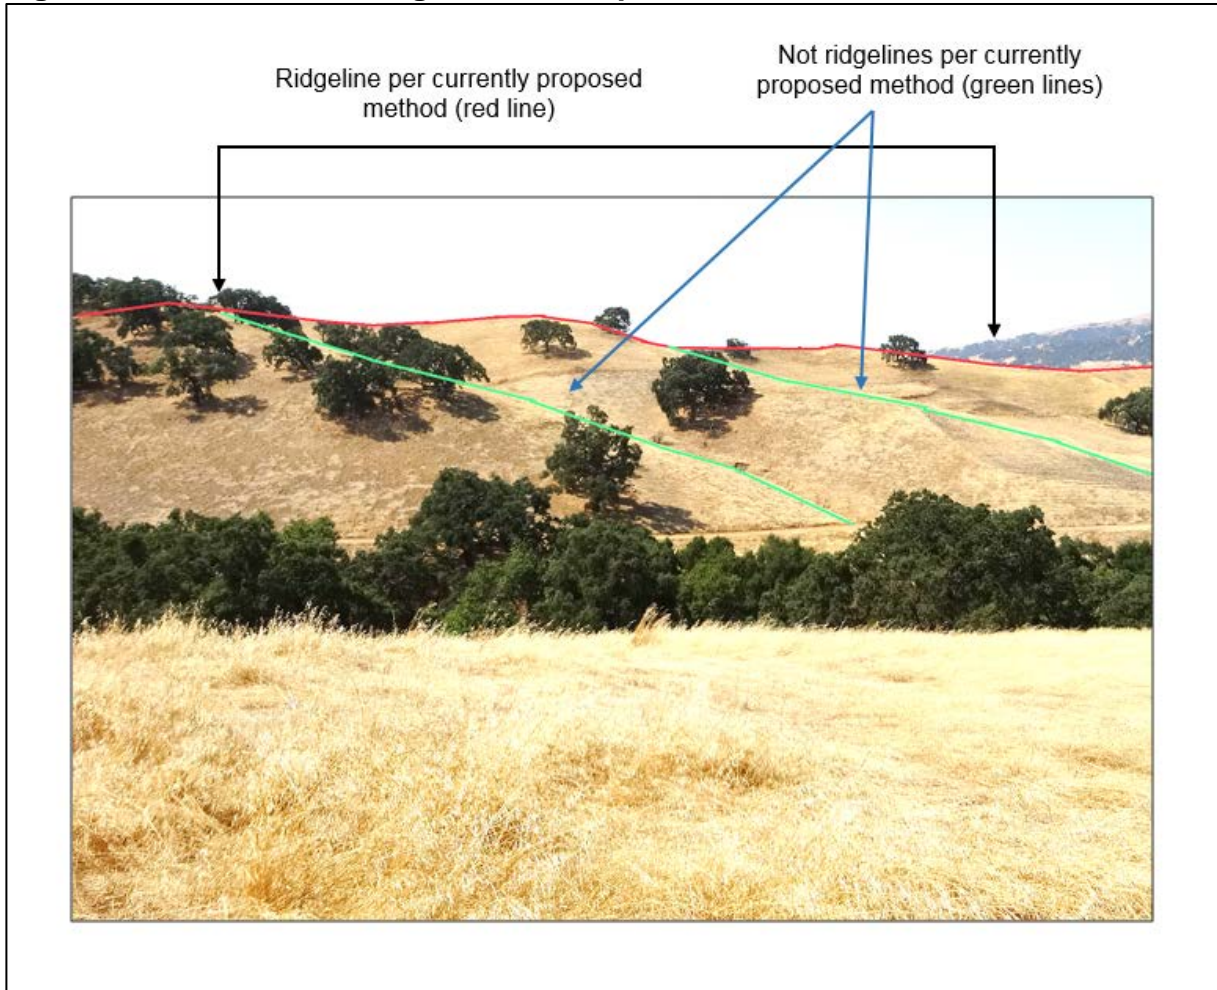 Ridgeline per currently proposed
method (red line)
Not ridgelines per currently
proposed method (green lines)